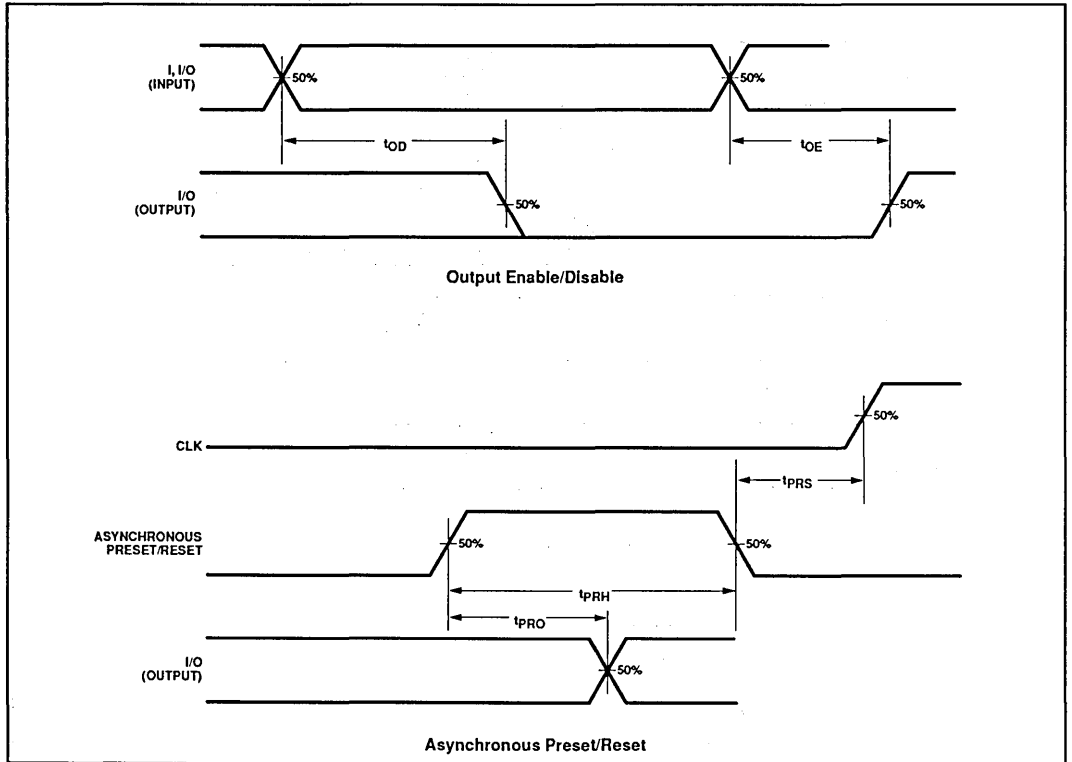 I, I/O
(INPUT)
50%
50%
tOD
tOE
I/O
(OUTPUT)
50%
50%
Output Enable/Disable
CLK
50%
tPRS
ASYNCHRONOUS
PRESET/RESET
50%
50%
tPRH
tPRO
I/O
(OUTPUT)
50%
Asynchronous Preset/Reset